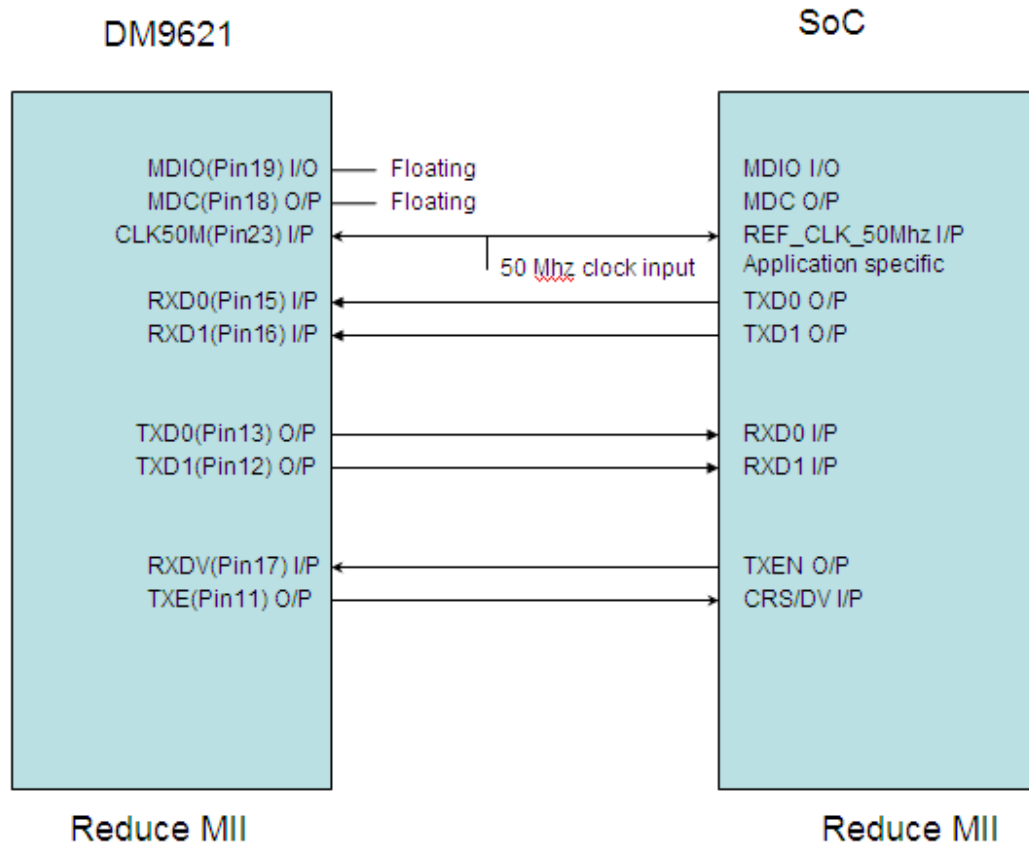 DM9621
SoC
MDIO(Pin19) I/O
Floating
MDIO I/O
MDC(Pin18) O/P
Floating
MDC O/P
CLK50M(Pin23) I/P
REF_CLK_50Mhz I/P
50 Mhz clock input
Application specific
RXD0(Pin15) I/P
TXD0 O/P
RXD1(Pin16) I/P
TXD1 O/P
TXD0(Pin13) O/P
RXD0 I/P
TXD1(Pin12) O/P
RXD1 I/P
RXDV(Pin17) I/P
TXEN O/P
TXE(Pin11) O/P
CRS/DV I/P
Reduce MII
Reduce MII